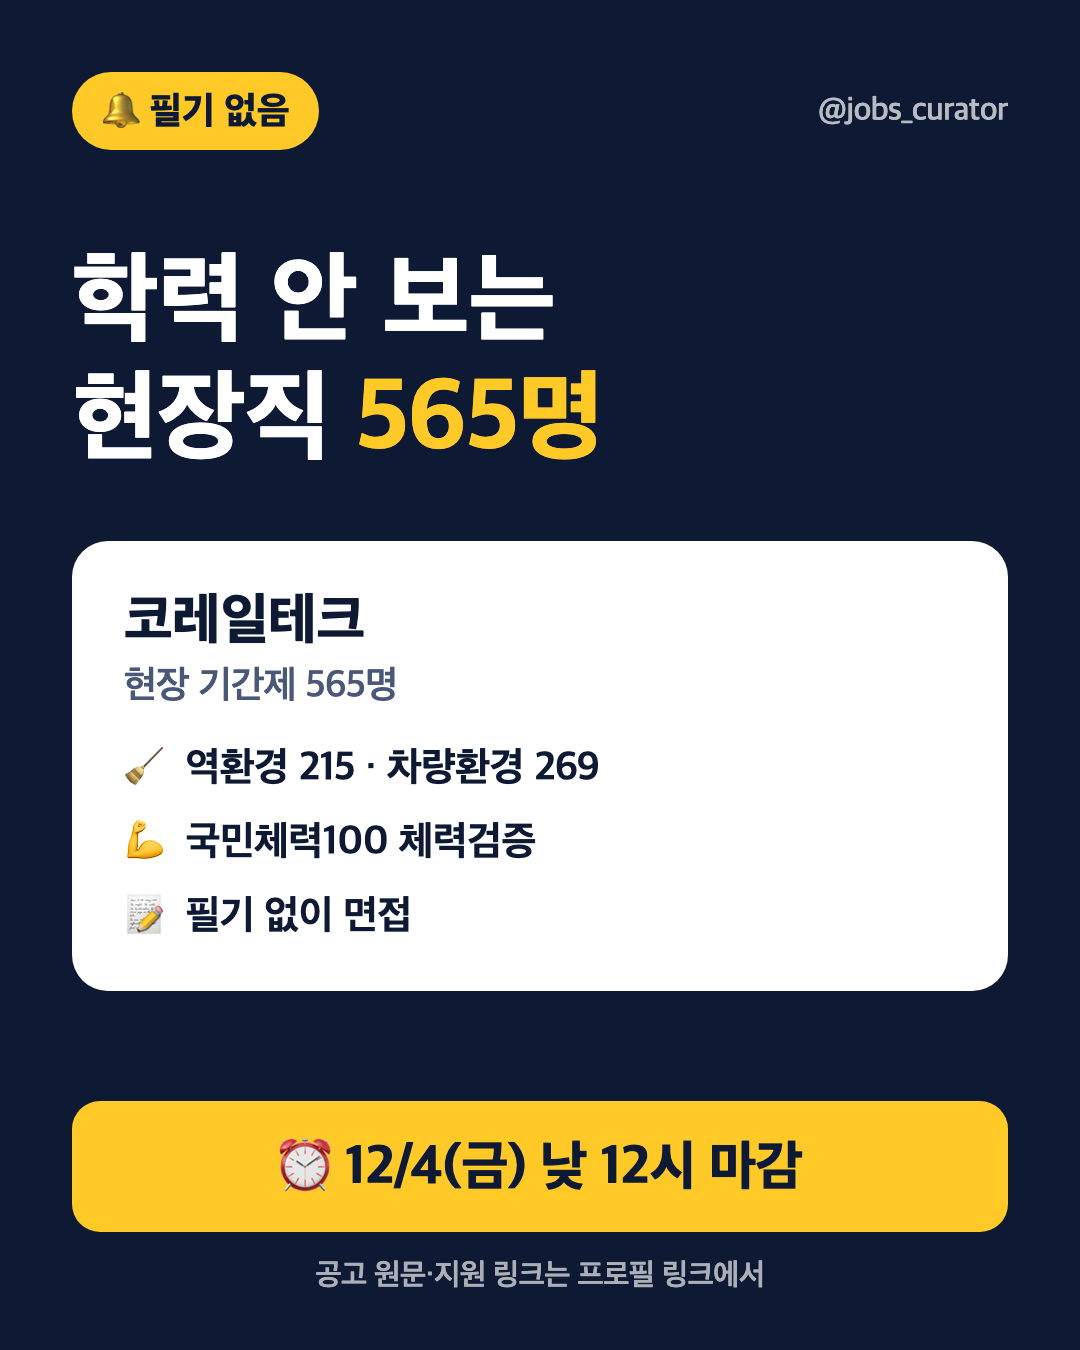 🔔 필기 없음
@jobs_curator
학력 안 보는
현장직 565명
코레일테크
현장 기간제 565명
🧹 역환경 215 · 차량환경 269
💪 국민체력100 체력검증
📝 필기 없이 면접
⏰ 12/4(금) 낮 12시 마감
공고 원문·지원 링크는 프로필 링크에서